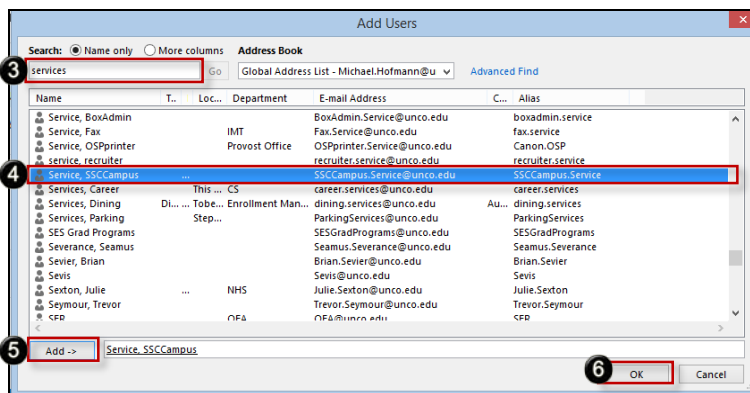 Add Users
Search: Name only More columns Address Book
3 services Go Global Address List - Michael.Hofmann@u Advanced Find
Name T.. Loc... Department E-mail Address C... Alias
Service, BoxAdmin BoxAdmin.Service@unco.edu boxadmin.service
Service, Fax IMT Fax.Service@unco.edu fax.service
Service, OSPprinter Provost Office OSPprinter.Service@unco.edu Canon.OSP
service, recruiter recruiter.service@unco.edu recruiter.service
4 Service, SSCCampus ... SSCCampus.Service@unco.edu SSCCampus.Service
Services, Career This ... CS career.services@unco.edu career.services
Services, Dining Di... ... Tobe... Enrollment Man... dining.services@unco.edu Au... dining.services
Services, Parking Step... ParkingServices@unco.edu ParkingServices
SES Grad Programs SESGradPrograms@unco.edu SESGradPrograms
Severance, Seamus Seamus.Severance@unco.edu Seamus.Severance
Sevier, Brian Brian.Sevier@unco.edu Brian.Sevier
Sevis Sevis@unco.edu Sevis
Sexton, Julie ... NHS Julie.Sexton@unco.edu Julie.Sexton
Seymour, Trevor Trevor.Seymour@unco.edu Trevor.Seymour
5 Add -> Service, SSCCampus
6 OK Cancel